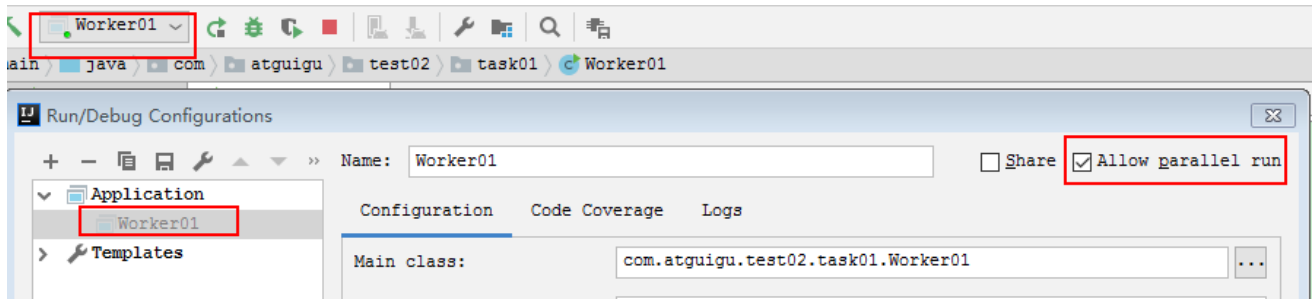 Worker01
ain java com atguigu test02 task01 Worker01
Run/Debug Configurations
Name: Worker01 Share Allow parallel run
Application
Worker01
Configuration Code Coverage Logs
Templates
Main class: com.atguigu.test02.task01.Worker01 ...